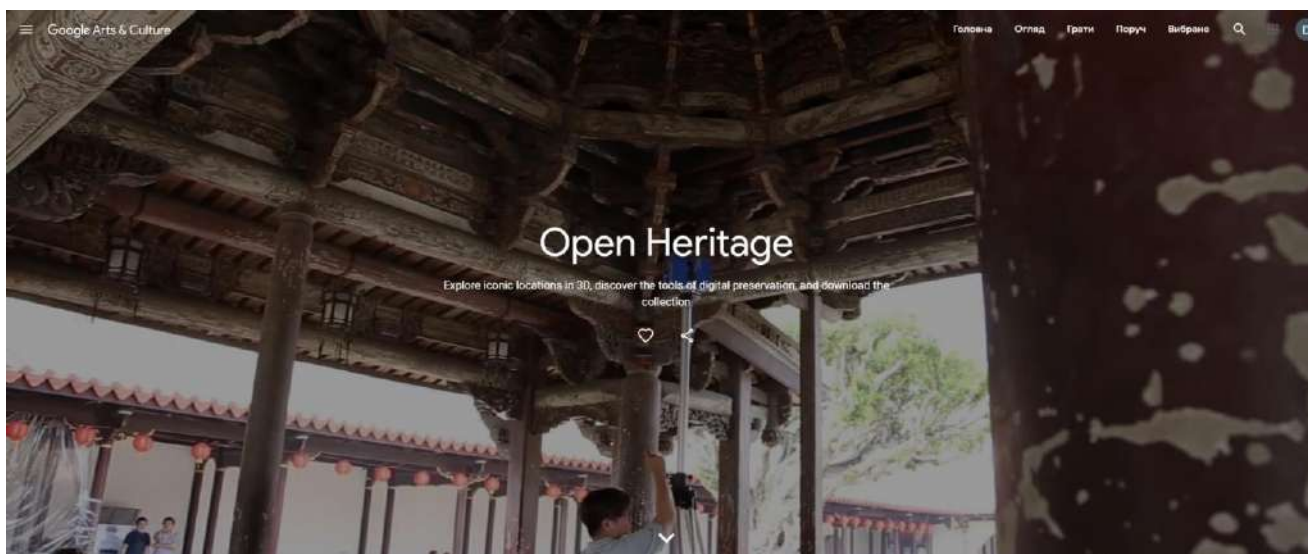 Google Arts & Culture
Головна Огляд Грати Поруч Вибране
Open Heritage
Explore iconic locations in 3D, discover the tools of digital preservation, and download the
collection